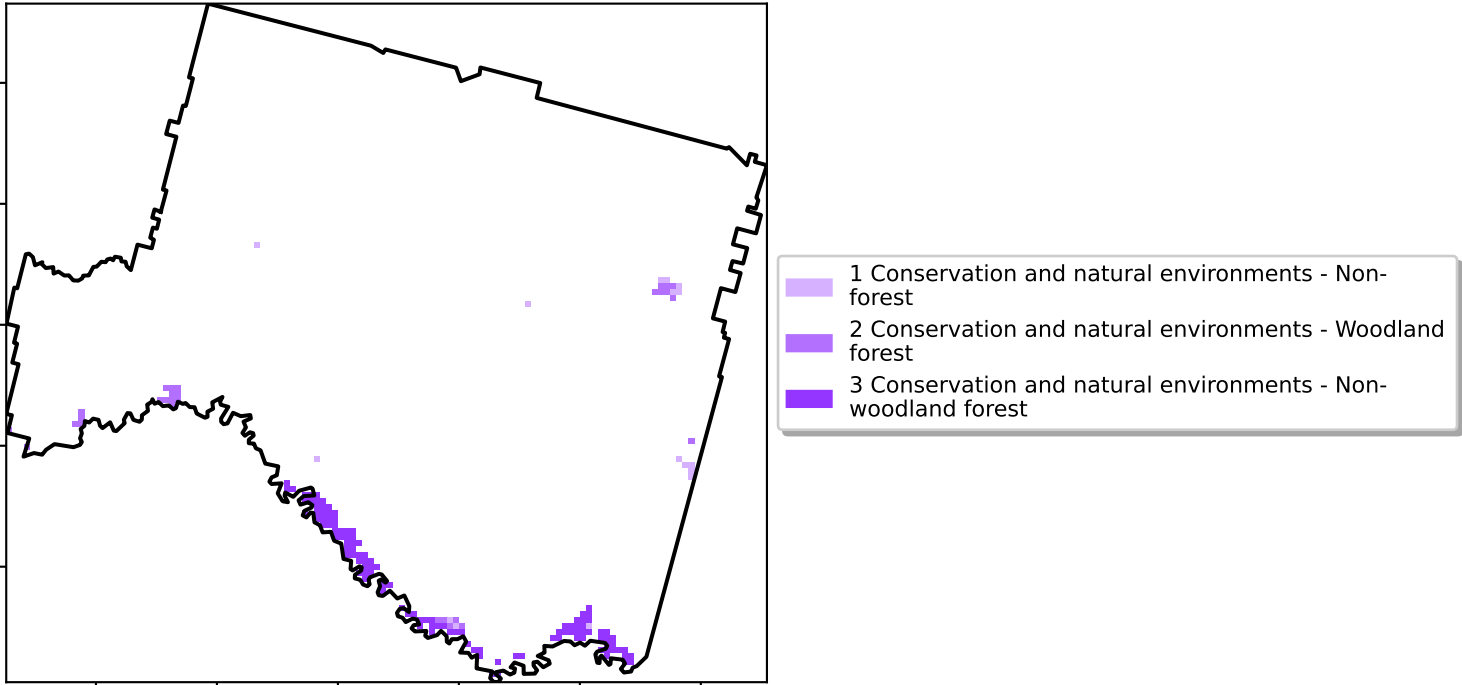 1 Conservation and natural environments - Non-
forest
2 Conservation and natural environments - Woodland
forest
3 Conservation and natural environments - Non-
woodland forest